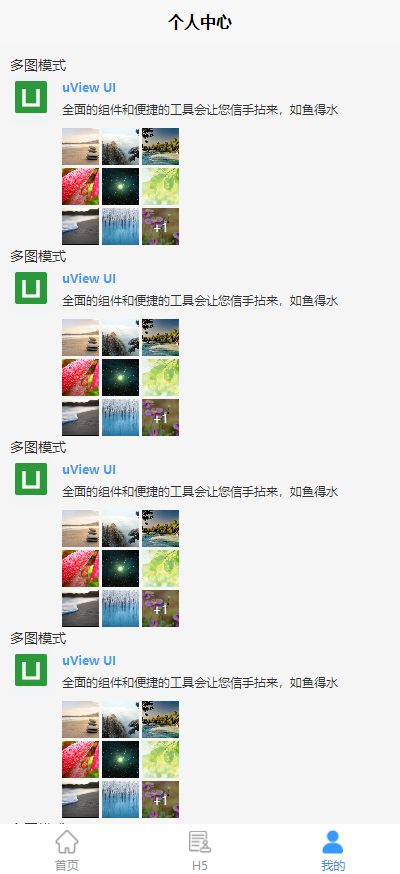 个人中心
多图模式
uView UI
全面的组件和便捷的工具会让您信手拈来，如鱼得水
+1
多图模式
uView UI
全面的组件和便捷的工具会让您信手拈来，如鱼得水
+1
多图模式
uView UI
全面的组件和便捷的工具会让您信手拈来，如鱼得水
+1
多图模式
uView UI
全面的组件和便捷的工具会让您信手拈来，如鱼得水
+1
首页
H5
我的